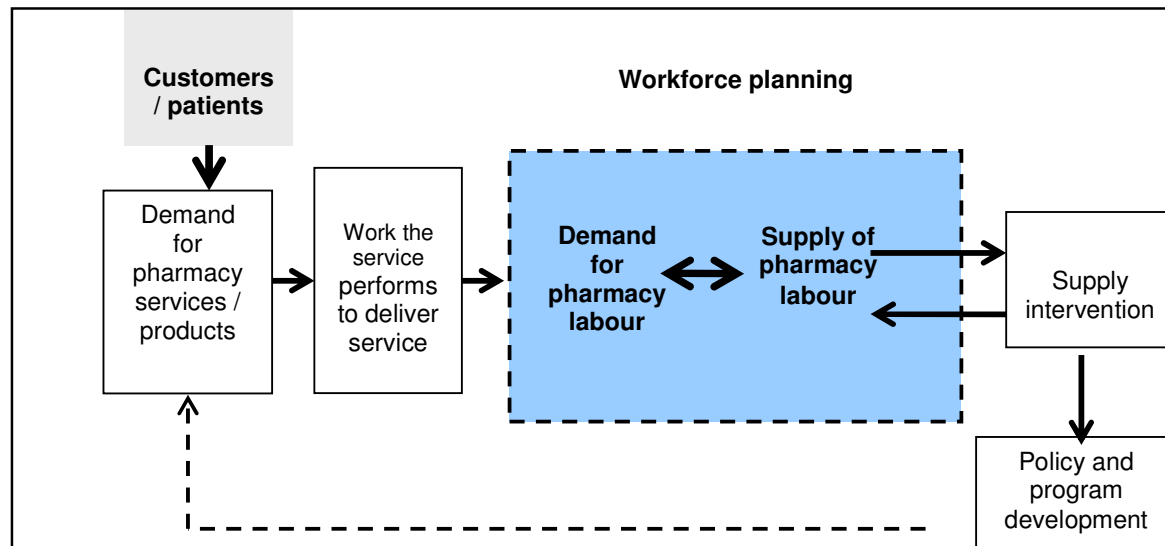 Customers
/ patients
Workforce planning
Demand
for
pharmacy
services /
products
Work the
service
performs
to deliver
service
Demand
for
pharmacy
labour
Supply of
pharmacy
labour
Supply
intervention
Policy and
program
development